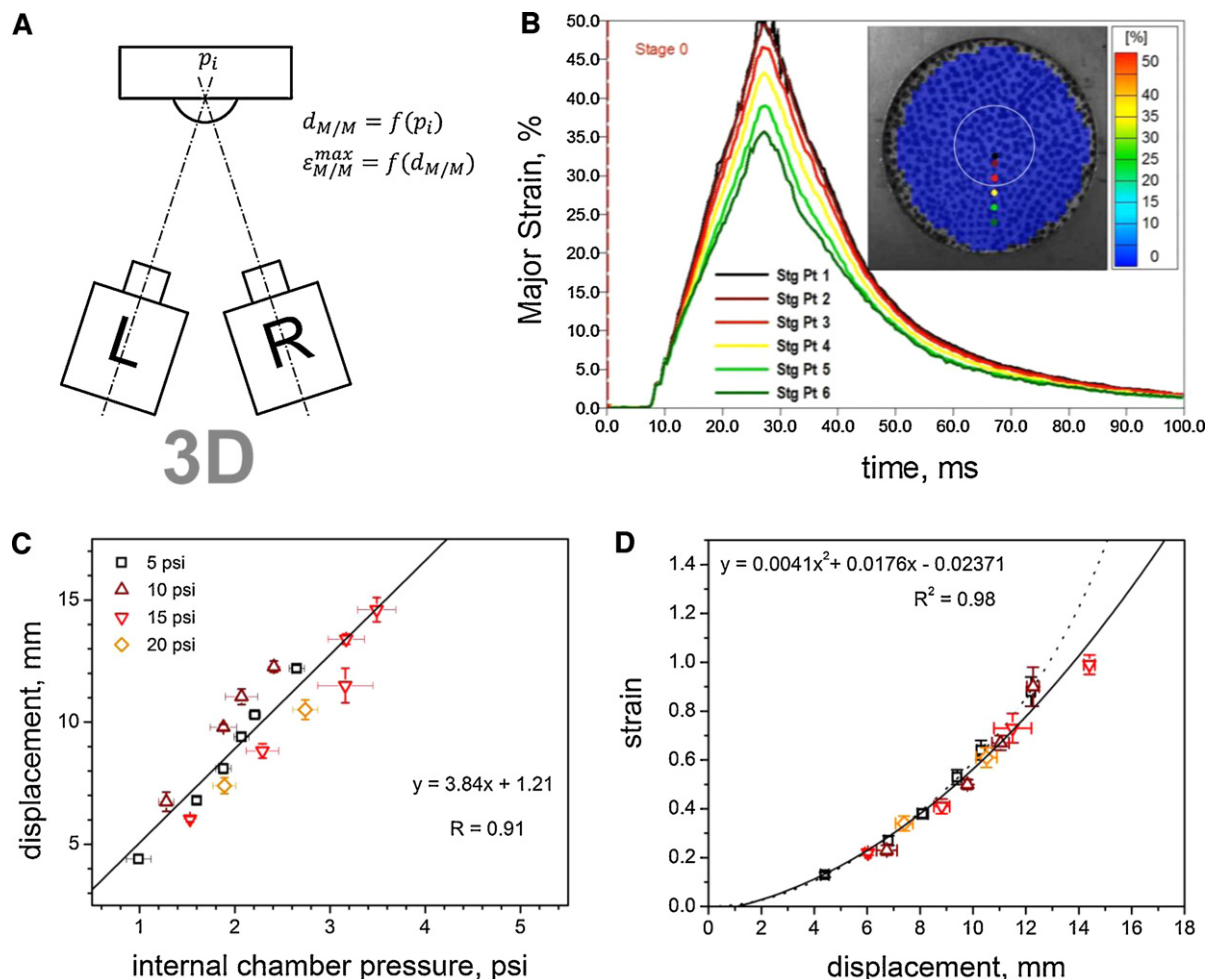 A
p_i
d_{M/M} = f(p_i)
ε^{max}_{M/M} = f(d_{M/M})
L
R
3D
B
50.0
45.0
40.0
35.0
30.0
25.0
20.0
15.0
10.0
5.0
0.0
Major Strain, %
Stage 0
Stg Pt 1
Stg Pt 2
Stg Pt 3
Stg Pt 4
Stg Pt 5
Stg Pt 6
[%]
50
40
30
20
10
0
0.0 10.0 20.0 30.0 40.0 50.0 60.0 70.0 80.0 90.0 100.0
time, ms
C
5 psi
10 psi
15 psi
20 psi
15
10
5
displacement, mm
y = 3.84x + 1.21
R = 0.91
1 2 3 4 5
internal chamber pressure, psi
D
y = 0.0041x² + 0.0176x - 0.02371
R² = 0.98
1.4
1.2
1.0
0.8
0.6
0.4
0.2
0.0
strain
0 2 4 6 8 10 12 14 16 18
displacement, mm